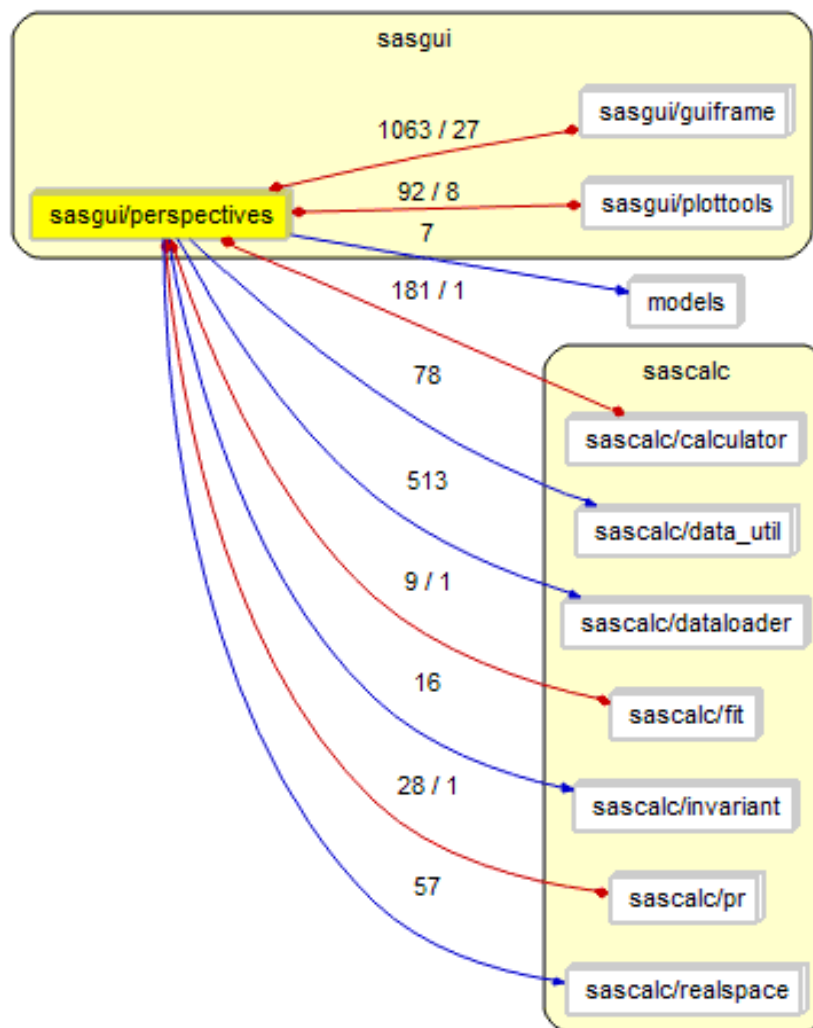 sasgui
1063 / 27
sasgui/guiframe
92 / 8
sasgui/plottools
sasgui/perspectives
7
models
181 / 1
sascalc
78
sascalc/calculator
513
sascalc/data_util
9 / 1
sascalc/dataloader
16
sascalc/fit
28 / 1
sascalc/invariant
57
sascalc/pr
sascalc/realspace